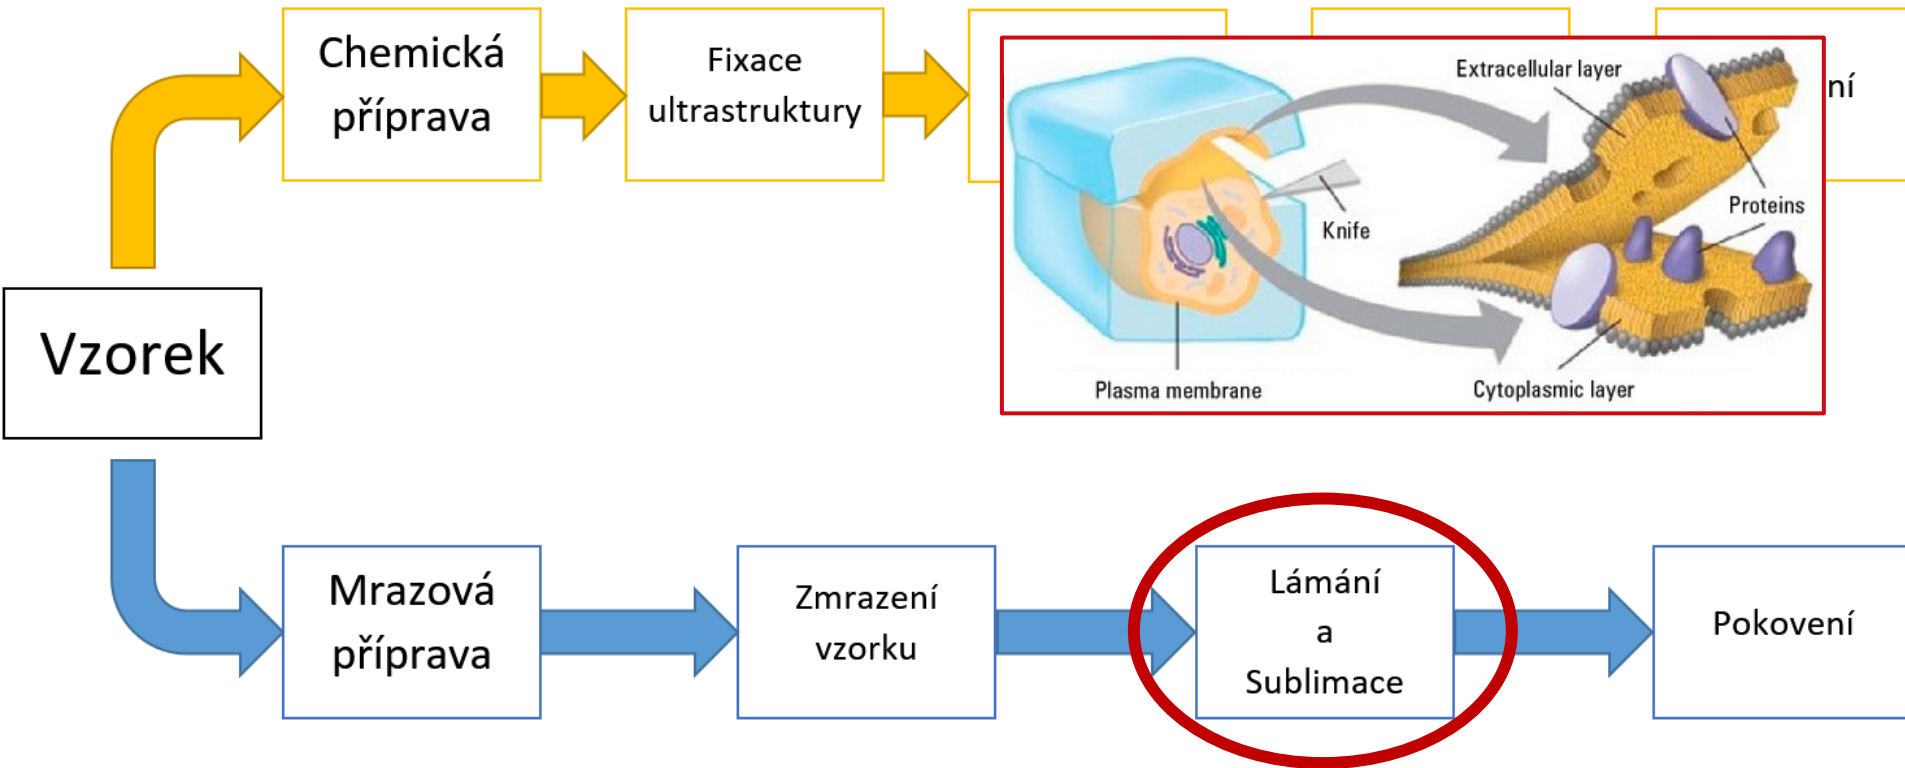 Chemická
příprava
Fixace
ultrastruktury
ní
Extracellular layer
Proteins
Knife
Plasma membrane
Cytoplasmic layer
Vzorek
Mrazová
příprava
Zmrazení
vzorku
Lámání
a
Sublimace
Pokovení